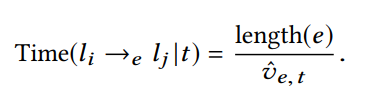 Time(l_i →_e l_j|t) = length(e) / v̂_{e,t} .